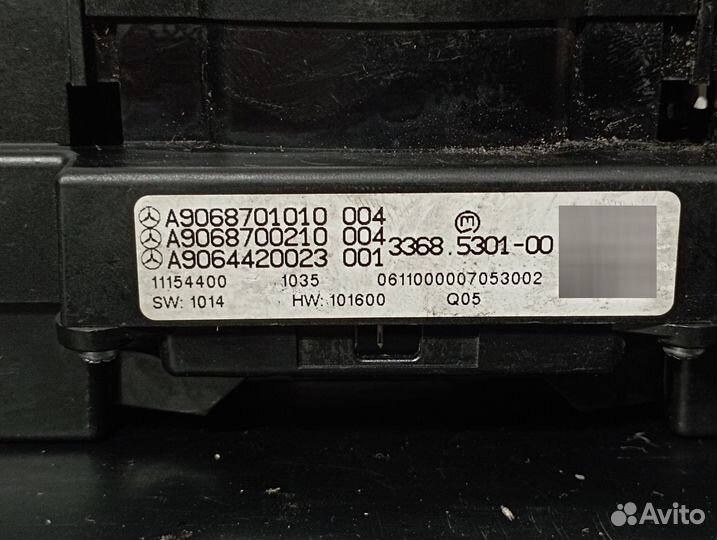 A9068701010 004
A9068700210 004
A9064420023 001
3368.5301-00
11154400 1035 0611000007053002
SW: 1014 HW: 101600 Q05
Avito